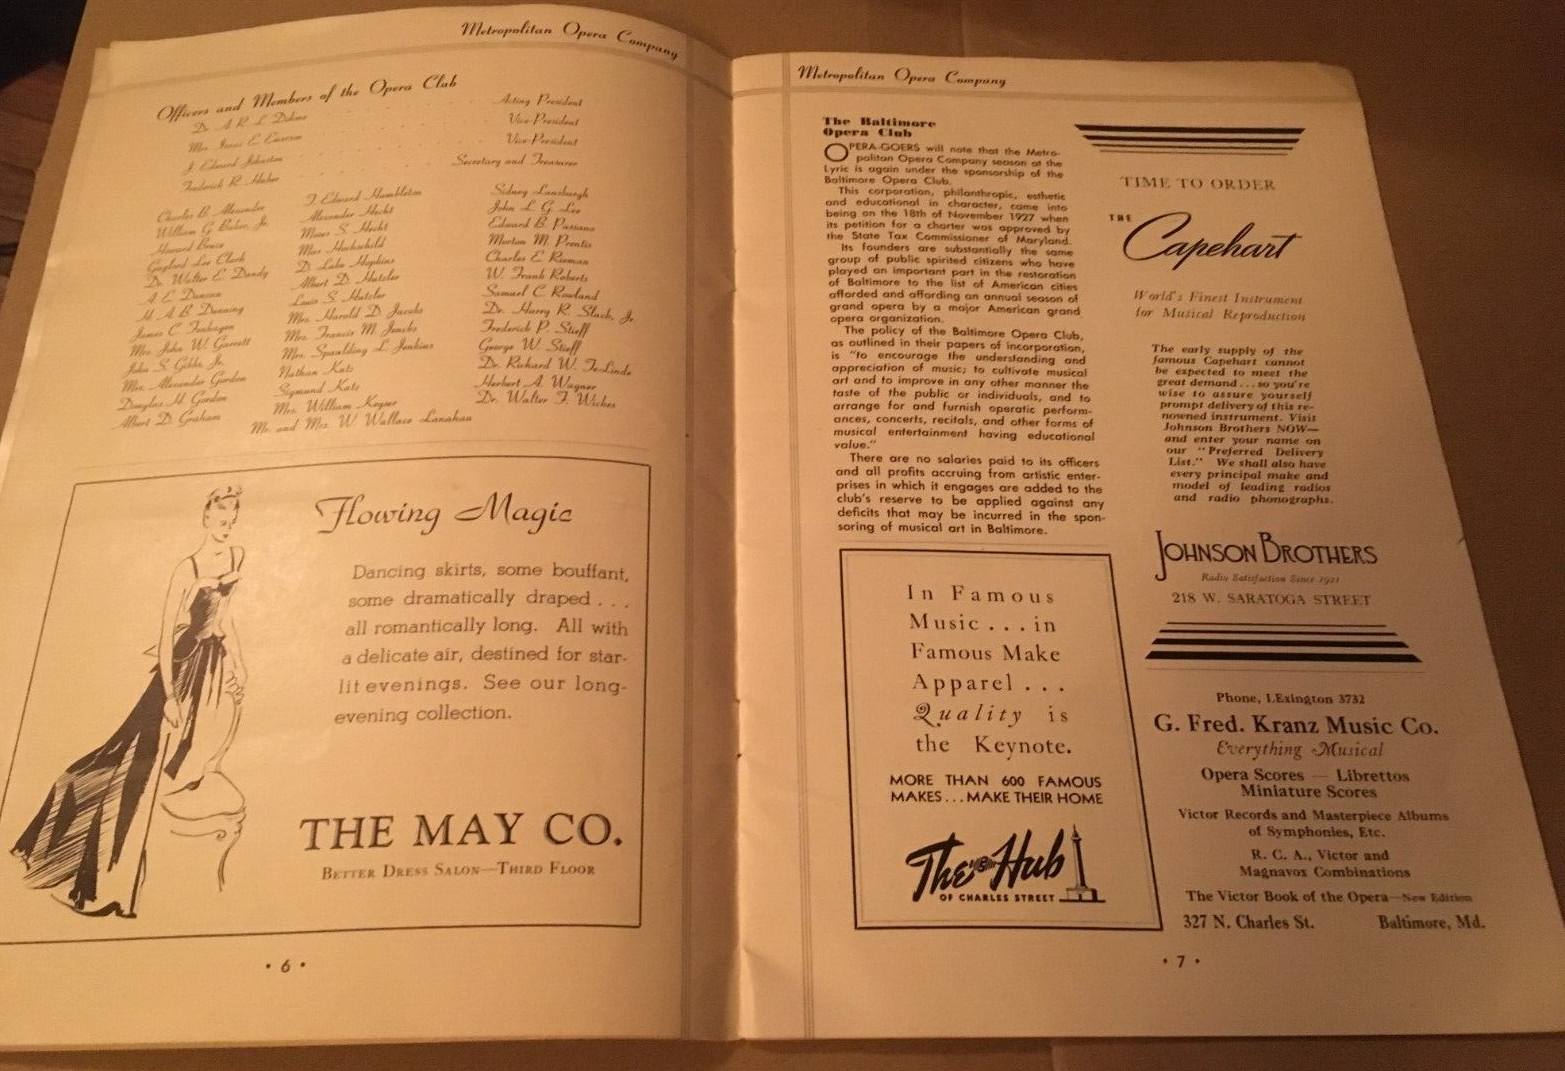 Metropolitan Opera Company
Officers and Members of the Opera Club
Dr. A. R. L. Dohme . . . . Acting President
Mrs. Isaac E. Emerson . . . . Vice-President
J. Edward Johnston . . . . Vice-President
Frederick R. Huber . . . . Secretary and Treasurer
Charles B. Alexander
William G. Baker, Jr.
Howard Bruce
Gaylord Lee Clark
Dr. Walter E. Dandy
A. E. Duncan
H. A. B. Dunning
James C. Fenhagen
Mrs. John W. Garrett
John S. Gibbs, Jr.
Mrs. Alexander Gordon
Douglas H. Gordon
Albert D. Graham
T. Edward Hambleton
Alexander Hecht
Moses S. Hecht
Max Hochschild
D. Luke Hopkins
Albert D. Hutzler
Louis S. Hutzler
Mrs. Harold D. Jacobs
Mrs. Francis M. Jencks
Mrs. Spaulding L. Jenkins
Nathan Katz
Sigmund Katz
Mrs. William Keyser
Mr. and Mrs. W. Wallace Lanahan
Sidney Lansburgh
John L. G. Lee
Edward B. Passano
Morton M. Prentis
Charles E. Rieman
W. Frank Roberts
Samuel C. Rowland
Dr. Harry R. Slack, Jr.
Frederick P. Stieff
George W. Stieff
Dr. Richard W. TeLinde
Herbert A. Wagner
Dr. Walter F. Wickes
Flowing Magic
Dancing skirts, some bouffant,
some dramatically draped . . .
all romantically long. All with
a delicate air, destined for star-
lit evenings. See our long-
evening collection.
THE MAY CO.
BETTER DRESS SALON—THIRD FLOOR
• 6 •
Metropolitan Opera Company
The Baltimore
Opera Club
OPERA-GOERS will note that the Metro-
politan Opera Company season at the
Lyric is again under the sponsorship of the
Baltimore Opera Club.
This corporation, philanthropic, esthetic
and educational in character, came into
being on the 18th of November 1927 when
its petition for a charter was approved by
the State Tax Commissioner of Maryland.
Its founders are substantially the same
group of public spirited citizens who have
played an important part in the restoration
of Baltimore to the list of American cities
afforded and affording an annual season of
grand opera by a major American grand
opera organization.
The policy of the Baltimore Opera Club,
as outlined in their papers of incorporation,
is "to encourage the understanding and
appreciation of music; to cultivate musical
art and to improve in any other manner the
taste of the public or individuals, and to
arrange for and furnish operatic perform-
ances, concerts, recitals, and other forms of
musical entertainment having educational
value."
There are no salaries paid to its officers
and all profits accruing from artistic enter-
prises in which it engages are added to the
club's reserve to be applied against any
deficits that may be incurred in the spon-
soring of musical art in Baltimore.
In Famous
Music . . . in
Famous Make
Apparel . . .
Quality is
the Keynote.
MORE THAN 600 FAMOUS
MAKES . . . MAKE THEIR HOME
The Hub
OF CHARLES STREET
TIME TO ORDER
THE
Capehart
World's Finest Instrument
for Musical Reproduction
The early supply of the
famous Capehart cannot
be expected to meet the
great demand . . . so you're
wise to assure yourself
prompt delivery of this re-
nowned instrument. Visit
Johnson Brothers NOW—
and enter your name on
our "Preferred Delivery
List." We shall also have
every principal make and
model of leading radios
and radio phonographs.
JOHNSON BROTHERS
Radio Satisfaction Since 1921
218 W. SARATOGA STREET
Phone, LExington 3732
G. Fred. Kranz Music Co.
Everything Musical
Opera Scores — Librettos
Miniature Scores
Victor Records and Masterpiece Albums
of Symphonies, Etc.
R. C. A., Victor and
Magnavox Combinations
The Victor Book of the Opera—New Edition
327 N. Charles St. Baltimore, Md.
• 7 •